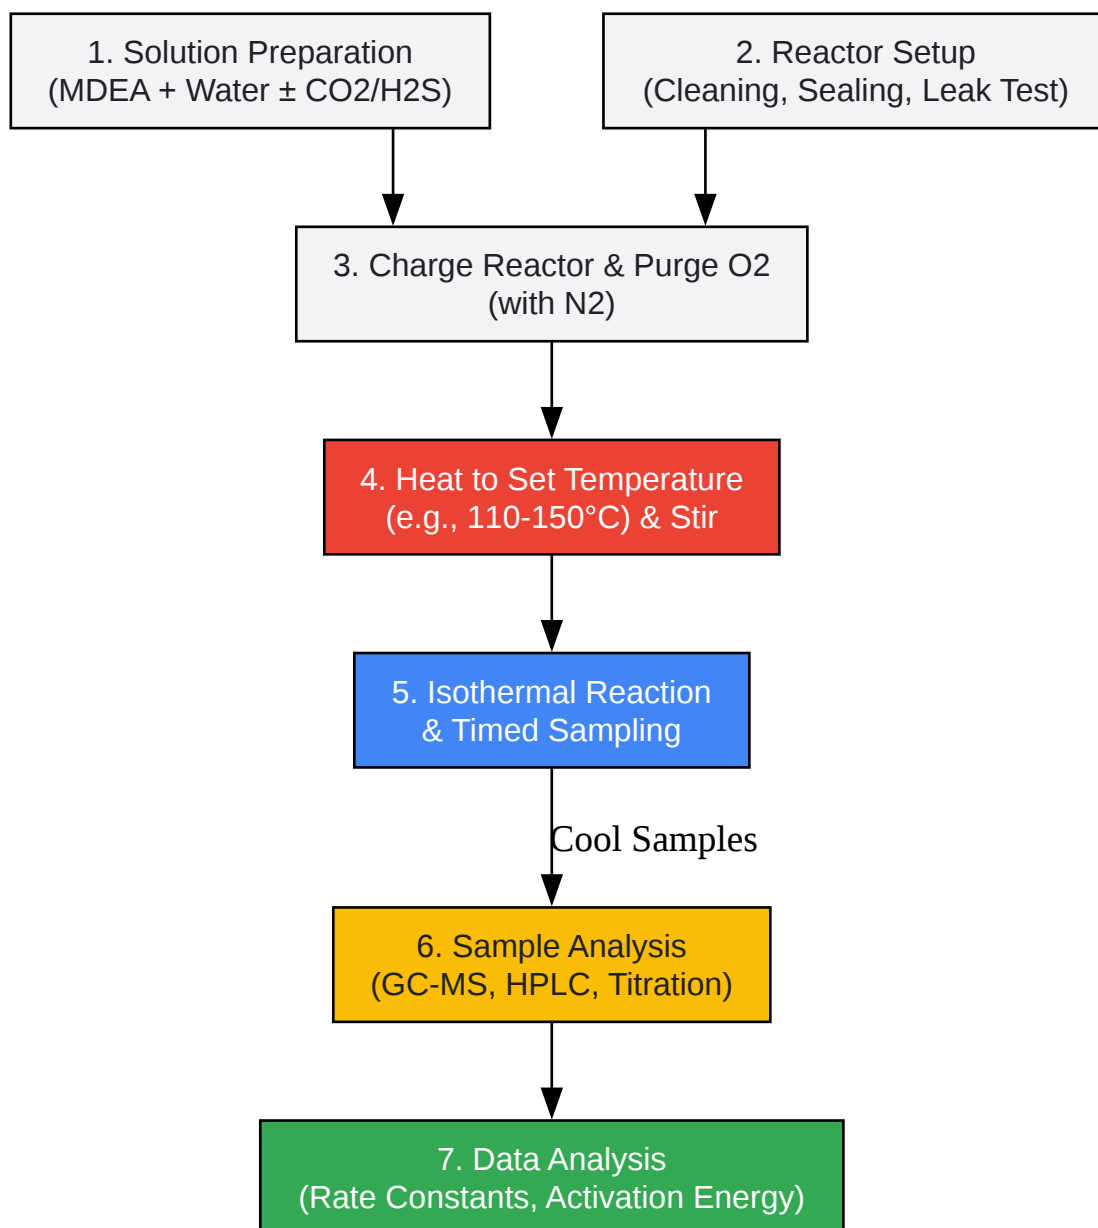 1. Solution Preparation
(MDEA + Water ± CO2/H2S)
2. Reactor Setup
(Cleaning, Sealing, Leak Test)
3. Charge Reactor & Purge O2
(with N2)
4. Heat to Set Temperature
(e.g., 110-150°C) & Stir
5. Isothermal Reaction
& Timed Sampling
Cool Samples
6. Sample Analysis
(GC-MS, HPLC, Titration)
7. Data Analysis
(Rate Constants, Activation Energy)